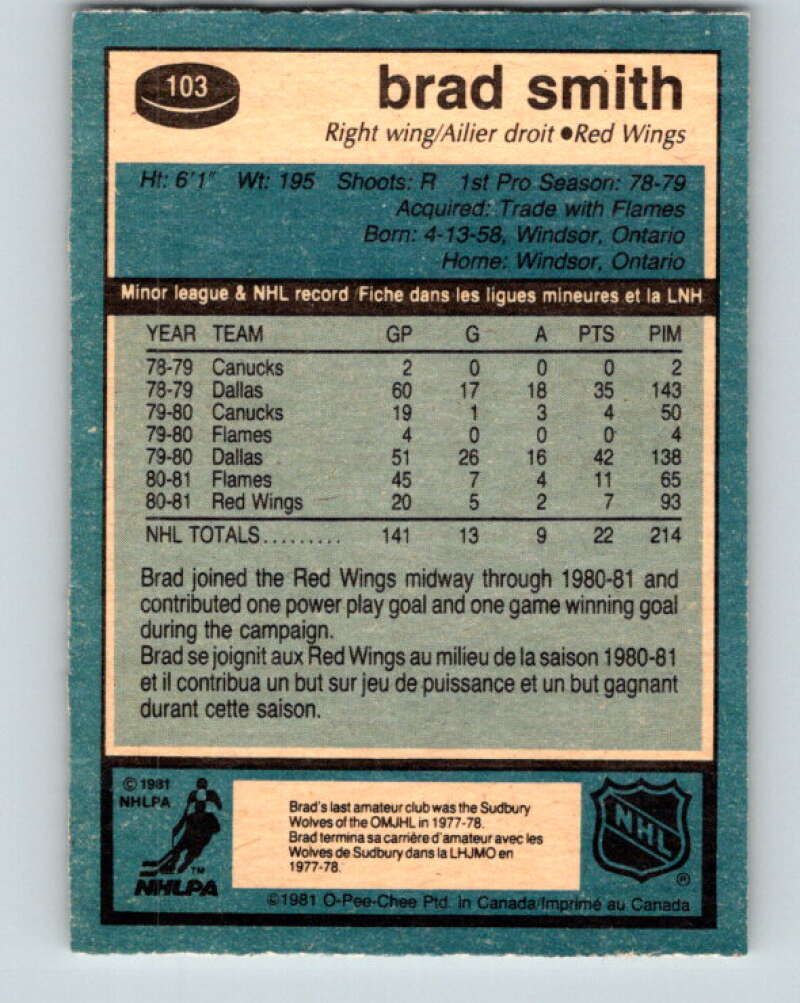 103
brad smith
Right wing/Ailier droit ●Red Wings
Ht: 6'1" Wt: 195 Shoots: R 1st Pro Season: 78-79
Acquired: Trade with Flames
Born: 4-13-58, Windsor, Ontario
Home: Windsor, Ontario
Minor league & NHL record Fiche dans les ligues mineures et la LNH
YEAR TEAM GP G A PTS PIM
78-79 Canucks 2 0 0 0 2
78-79 Dallas 60 17 18 35 143
79-80 Canucks 19 1 3 4 50
79-80 Flames 4 0 0 0 4
79-80 Dallas 51 26 16 42 138
80-81 Flames 45 7 4 11 65
80-81 Red Wings 20 5 2 7 93
NHL TOTALS......... 141 13 9 22 214
Brad joined the Red Wings midway through 1980-81 and
contributed one power play goal and one game winning goal
during the campaign.
Brad se joignit aux Red Wings au milieu de la saison 1980-81
et il contribua un but sur jeu de puissance et un but gagnant
durant cette saison.
© 1981
NHLPA
TM
NHLPA
Brad's last amateur club was the Sudbury
Wolves of the OMJHL in 1977-78.
Brad termina sa carrière d'amateur avec les
Wolves de Sudbury dans la LHJMO en
1977-78.
NHL
®
©1981 O-Pee-Chee Ptd. in Canada/Imprimé au Canada